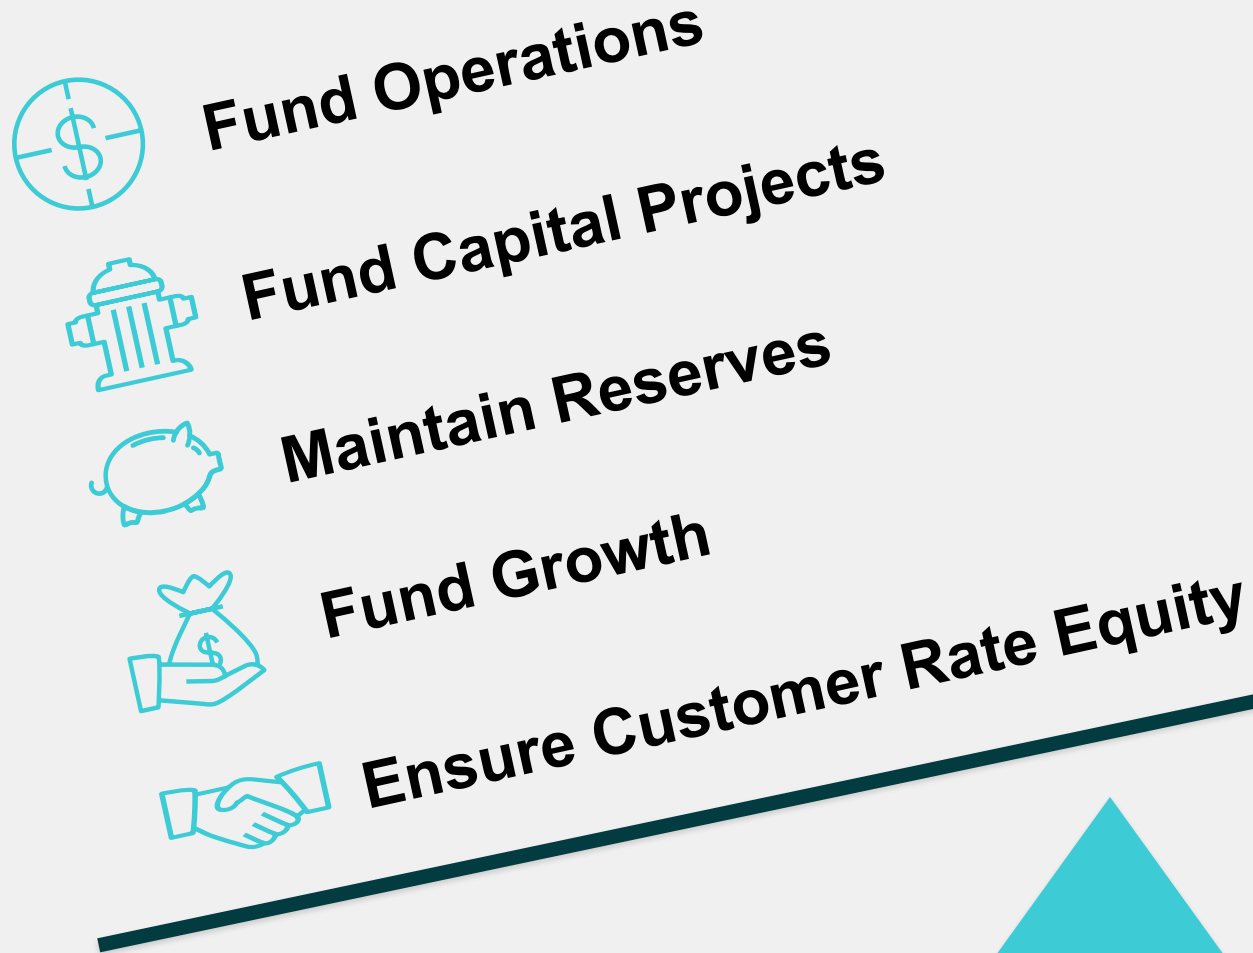 Fund Operations
Fund Capital Projects
Maintain Reserves
Fund Growth
$
Ensure Customer Rate Equity
$